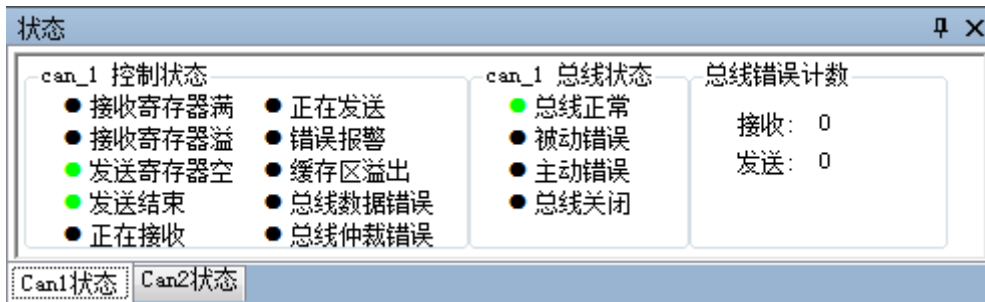 状态
can_1 控制状态
接收寄存器满
接收寄存器溢
发送寄存器空
发送结束
正在接收
正在发送
错误报警
缓存区溢出
总线数据错误
总线仲裁错误
can_1 总线状态
总线正常
被动错误
主动错误
总线关闭
总线错误计数
接收: 0
发送: 0
Can1状态
Can2状态